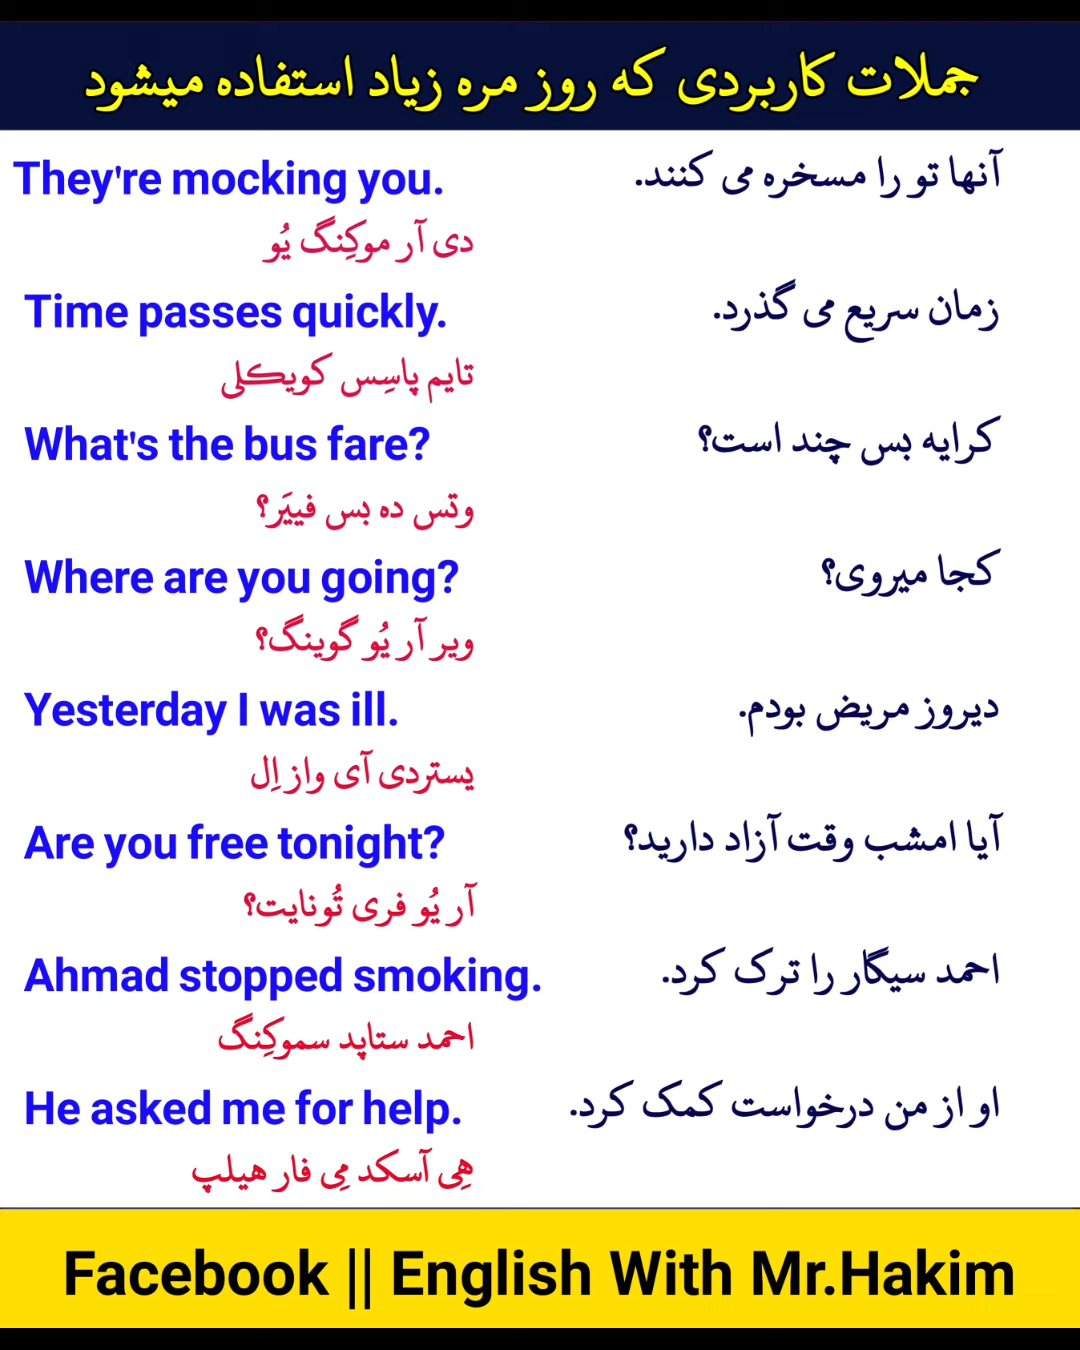 جملات کاربردی که روز مره زیاد استفاده میشود
They're mocking you.
آنها تو را مسخره می کنند.
دی آر موکِنگ یُو
Time passes quickly.
زمان سریع می گذرد.
تایم پاسِس کویکلی
What's the bus fare?
کرایه بس چند است؟
وتس ده بس فییَر؟
Where are you going?
کجا میروی؟
ویر آر یُو گوینگ؟
Yesterday I was ill.
دیروز مریض بودم.
یستردی آی واز اِل
Are you free tonight?
آیا امشب وقت آزاد دارید؟
آر یُو فری تُونایت؟
Ahmad stopped smoking.
احمد سیگار را ترک کرد.
احمد ستاپد سموکِنگ
He asked me for help.
او از من درخواست کمک کرد.
هِی آسکد مِی فار هیلپ
Facebook || English With Mr.Hakim